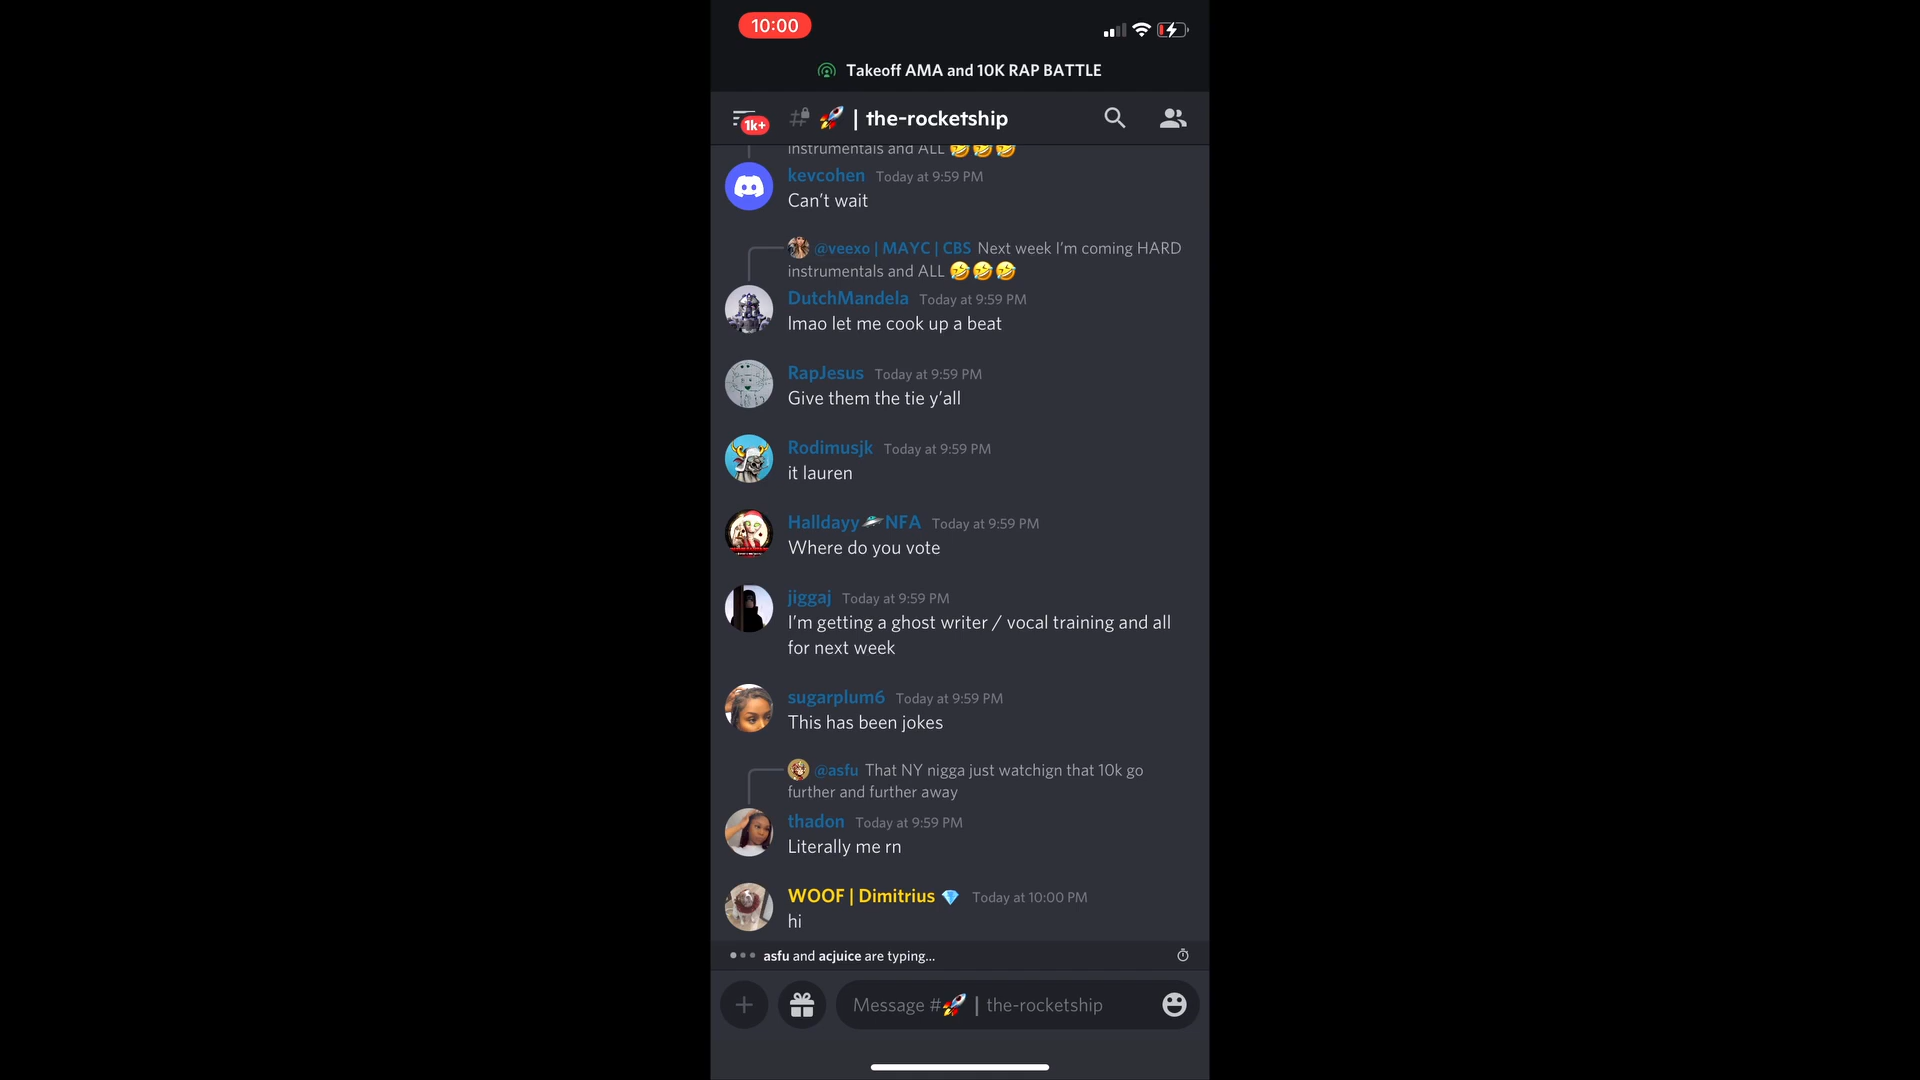 10:00
Takeoff AMA and 10K RAP BATTLE
1k+
# 🚀 | the-rocketship
instrumentals and ALL 🤣🤣🤣
kevcohen Today at 9:59 PM
Can't wait
@veexo | MAYC | CBS Next week I'm coming HARD
instrumentals and ALL 🤣🤣🤣
DutchMandela Today at 9:59 PM
lmao let me cook up a beat
RapJesus Today at 9:59 PM
Give them the tie y'all
Rodimusjk Today at 9:59 PM
it lauren
Halldayy🛸NFA Today at 9:59 PM
Where do you vote
jiggaj Today at 9:59 PM
I'm getting a ghost writer / vocal training and all
for next week
sugarplum6 Today at 9:59 PM
This has been jokes
@asfu That NY nigga just watchign that 10k go
further and further away
thadon Today at 9:59 PM
Literally me rn
WOOF | Dimitrius 💎 Today at 10:00 PM
hi
asfu and acjuice are typing...
Message #🚀 | the-rocketship